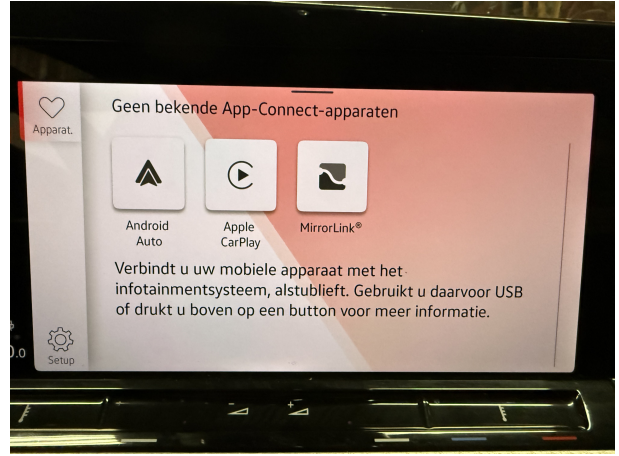 Geen bekende App-Connect-apparaten
Apparat.
Android
Auto
Apple
CarPlay
MirrorLink®
Verbindt u uw mobiele apparaat met het
infotainmentsysteem, alstublieft. Gebruikt u daarvoor USB
of drukt u boven op een button voor meer informatie.
.0
Setup